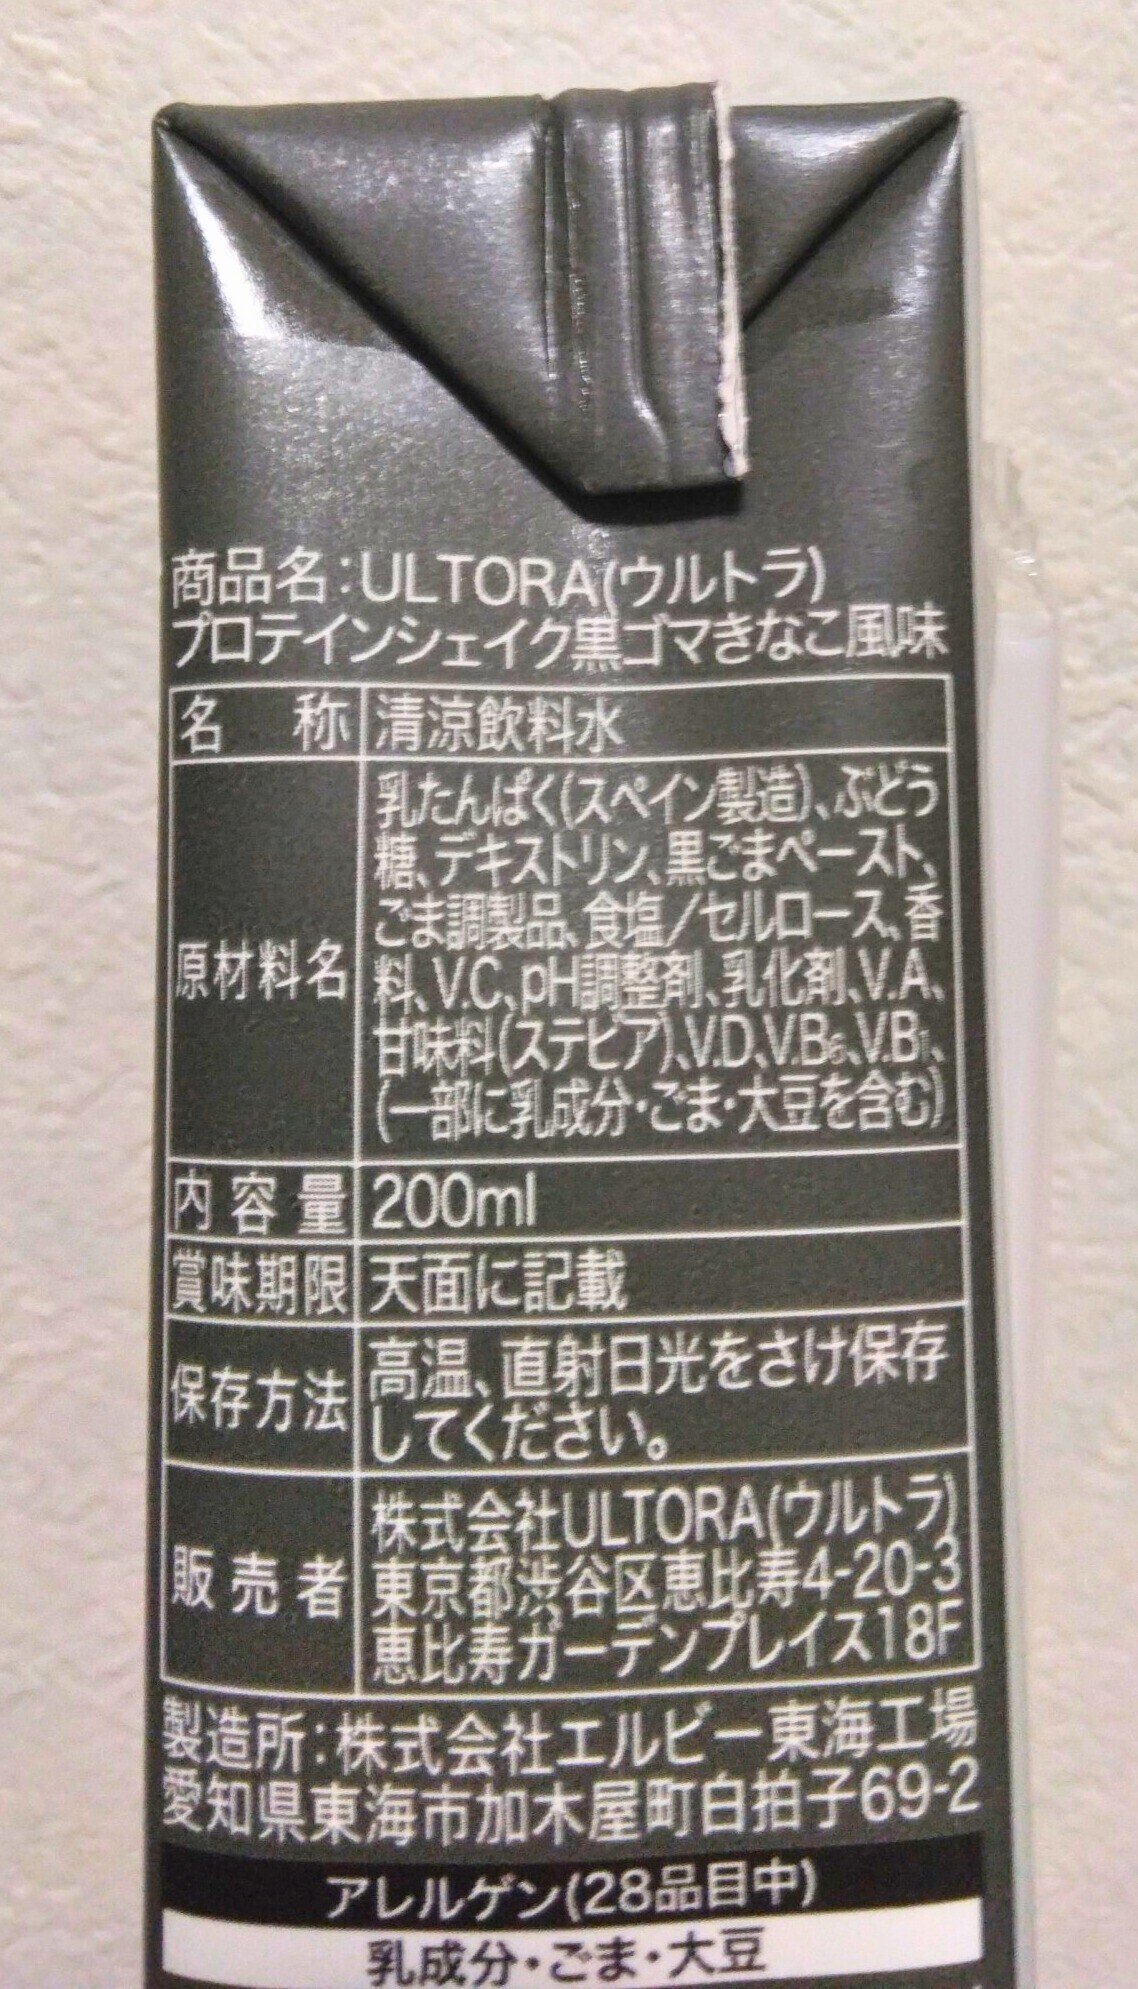 商品名:ULTORA(ウルトラ)
プロテインシェイク黒ゴマきなこ風味
名称 清涼飲料水
原材料名 乳たんぱく(スペイン製造)、ぶどう
糖、デキストリン、黒ごまペースト、
ごま調製品、食塩/セルロース、香
料、V.C、pH調整剤、乳化剤、V.A、
甘味料(ステビア)、V.D、V.B6、V.B1、
(一部に乳成分・ごま・大豆を含む)
内容量 200ml
賞味期限 天面に記載
保存方法 高温、直射日光をさけ保存
してください。
販売者 株式会社ULTORA(ウルトラ)
東京都渋谷区恵比寿4-20-3
恵比寿ガーデンプレイス18F
製造所:株式会社エルビー東海工場
愛知県東海市加木屋町白拍子69-2
アレルゲン(28品目中)
乳成分・ごま・大豆